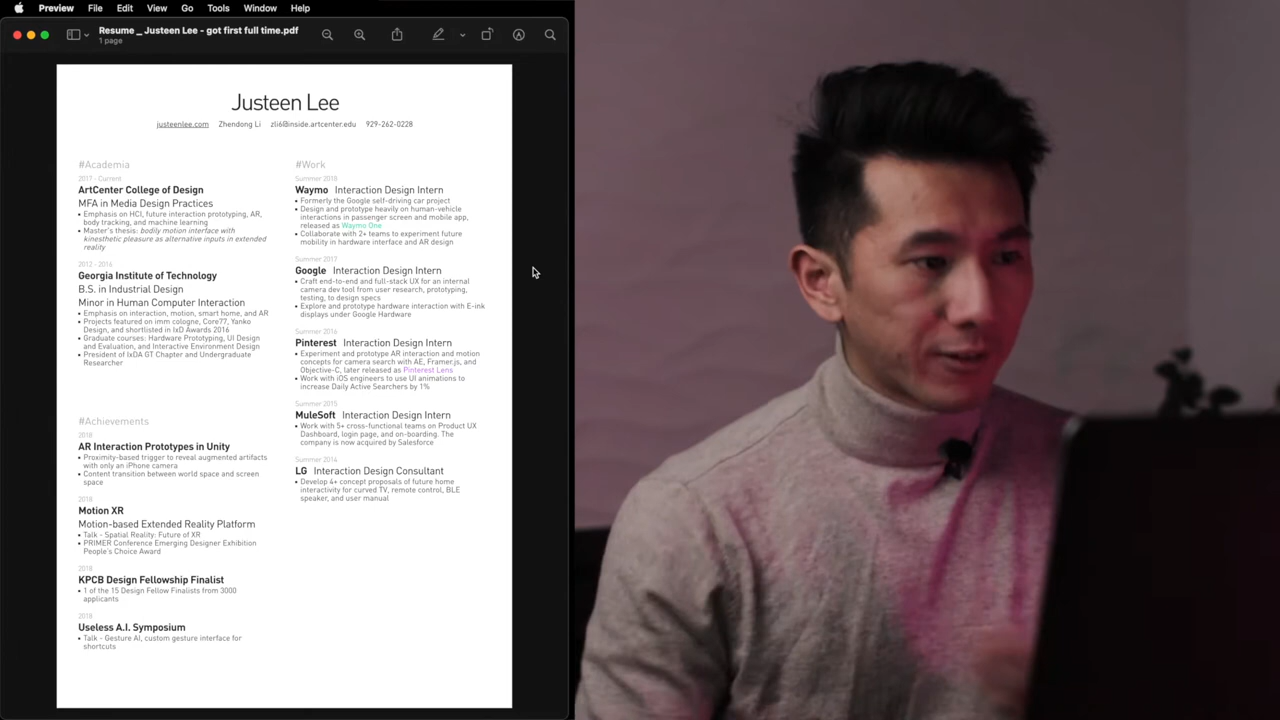 Preview File Edit View Go Tools Window Help
Resume _ Justeen Lee - got first full time.pdf
1 page
Justeen Lee
justeenlee.com Zhendong Li zli6@inside.artcenter.edu 929-262-0228
#Academia
2017 - Current
ArtCenter College of Design
MFA in Media Design Practices
• Emphasis on HCI, future interaction prototyping, AR,
body tracking, and machine learning
• Master's thesis: bodily motion interface with
kinesthetic pleasure as alternative inputs in extended
reality
2012 - 2016
Georgia Institute of Technology
B.S. in Industrial Design
Minor in Human Computer Interaction
• Emphasis on interaction, motion, smart home, and AR
• Projects featured on imm cologne, Core77, Yanko
Design, and shortlisted in IxD Awards 2016
• Graduate courses: Hardware Prototyping, UI Design
and Evaluation, and Interactive Environment Design
• President of IxDA GT Chapter and Undergraduate
Researcher
#Achievements
2018
AR Interaction Prototypes in Unity
• Proximity-based trigger to reveal augmented artifacts
with only an iPhone camera
• Content transition between world space and screen
space
2018
Motion XR
Motion-based Extended Reality Platform
• Talk - Spatial Reality: Future of XR
• PRIMER Conference Emerging Designer Exhibition
People's Choice Award
2018
KPCB Design Fellowship Finalist
• 1 of the 15 Design Fellow Finalists from 3000
applicants
2018
Useless A.I. Symposium
• Talk - Gesture AI, custom gesture interface for
shortcuts
#Work
Summer 2018
Waymo Interaction Design Intern
• Formerly the Google self-driving car project
• Design and prototype heavily on human-vehicle
interactions in passenger screen and mobile app,
released as Waymo One
• Collaborate with 2+ teams to experiment future
mobility in hardware interface and AR design
Summer 2017
Google Interaction Design Intern
• Craft end-to-end and full-stack UX for an internal
camera dev tool from user research, prototyping,
testing, to design specs
• Explore and prototype hardware interaction with E-ink
displays under Google Hardware
Summer 2016
Pinterest Interaction Design Intern
• Experiment and prototype AR interaction and motion
concepts for camera search with AE, Framer.js, and
Objective-C, later released as Pinterest Lens
• Work with iOS engineers to use UI animations to
increase Daily Active Searchers by 1%
Summer 2015
MuleSoft Interaction Design Intern
• Work with 5+ cross-functional teams on Product UX
Dashboard, login page, and on-boarding. The
company is now acquired by Salesforce
Summer 2014
LG Interaction Design Consultant
• Develop 4+ concept proposals of future home
interactivity for curved TV, remote control, BLE
speaker, and user manual